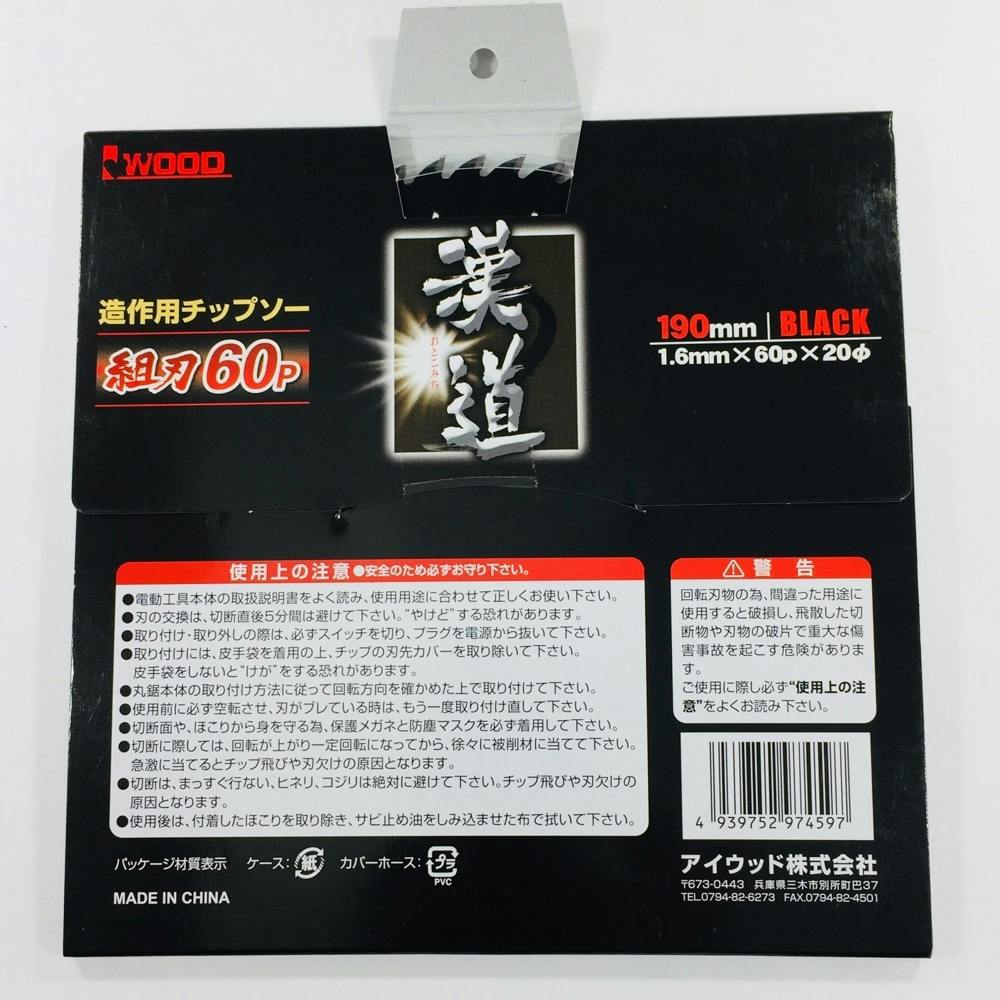 WOOD
造作用チップソー
組刃60P
漢道
おとこみち
190mm | BLACK
1.6mm×60p×20φ
使用上の注意 ●安全のため必ずお守り下さい。
●電動工具本体の取扱説明書をよく読み、使用用途に合わせて正しくお使い下さい。
●刃の交換は、切断直後5分間は避けて下さい。“やけど”する恐れがあります。
●取り付け・取り外しの際は、必ずスイッチを切り、プラグを電源から抜いて下さい。
●取り付けには、皮手袋を着用の上、チップの刃先カバーを取り除いて下さい。
皮手袋をしないと“けが”をする恐れがあります。
●丸鋸本体の取り付け方法に従って回転方向を確かめた上で取り付けて下さい。
●使用前に必ず空転させ、刃がブレている時は、もう一度取り付け直して下さい。
●切断面や、ほこりから身を守る為、保護メガネと防塵マスクを必ず着用して下さい。
●切断に際しては、回転が上がり一定回転になってから、徐々に被削材に当てて下さい。
急激に当てるとチップ飛びや刃欠けの原因となります。
●切断は、まっすぐ行ない、ヒネリ、コジリは絶対に避けて下さい。チップ飛びや刃欠けの
原因となります。
●使用後は、付着したほこりを取り除き、サビ止め油をしみ込ませた布で拭いて下さい。
⚠ 警告
回転刃物の為、間違った用途に
使用すると破損し、飛散した切
断物や刃物の破片で重大な傷
害事故を起こす危険がありま
す。
ご使用に際し必ず“使用上の注
意”をよくお読み下さい。
4 939752 974597
パッケージ材質表示 ケース: 紙 カバーホース: プラ
PVC
MADE IN CHINA
アイウッド株式会社
〒673-0443 兵庫県三木市別所町巴37
TEL.0794-82-6273 FAX.0794-82-4501